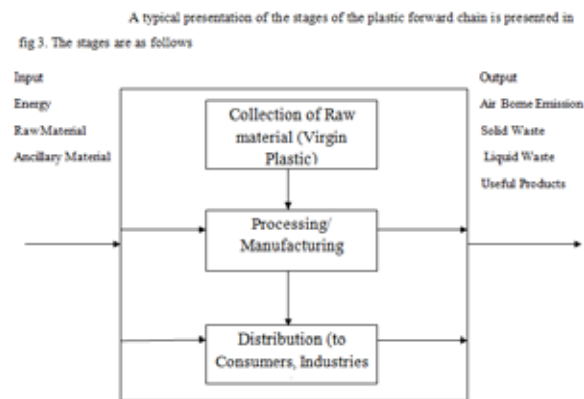 A typical presentation of the stages of the plastic forward chain is presented in
fig 3. The stages are as follows
Input
Energy
Raw Material
Ancillary Material
Collection of Raw
material (Virgin
Plastic)
Processing/
Manufacturing
Distribution (to
Consumers, Industries
Output
Air Borne Emission
Solid Waste
Liquid Waste
Useful Products